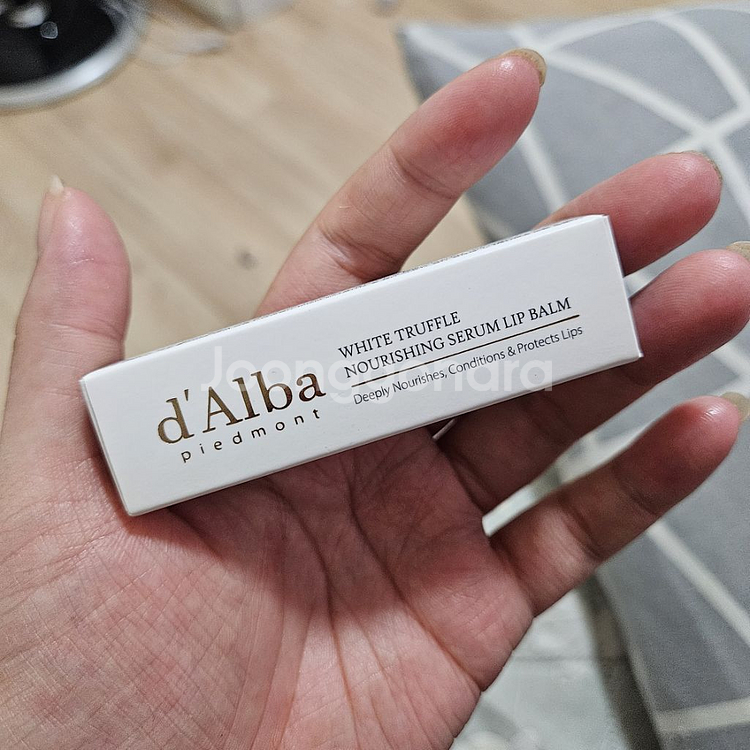 d'Alba
piedmont
WHITE TRUFFLE
NOURISHING SERUM LIP BALM
Deeply Nourishes, Conditions & Protects Lips
Joonggonara